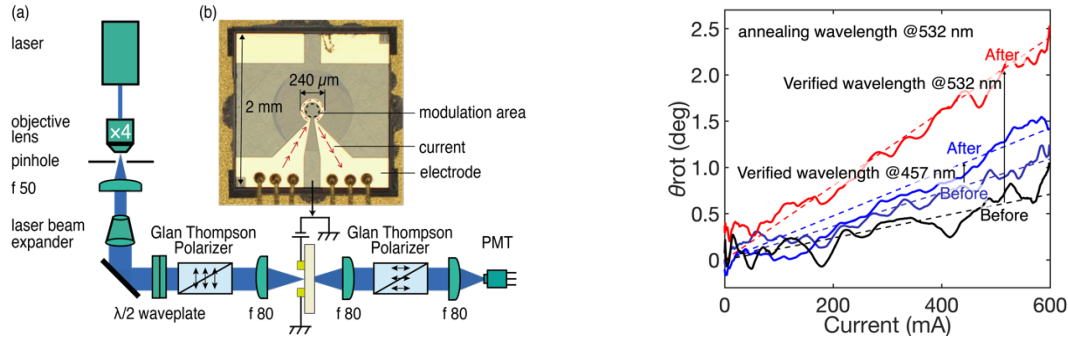 (a)
laser
objective
lens
×4
pinhole
f 50
laser beam
expander
Glan Thompson
Polarizer
λ/2 waveplate
f 80
(b)
240 µm
2 mm
modulation area
current
electrode
Glan Thompson
Polarizer
PMT
f 80
f 80
θrot (deg)
2.5
2.0
1.5
1.0
0.5
0
annealing wavelength @532 nm
After
Verified wavelength @532 nm
After
Verified wavelength @457 nm
Before
Before
0
200
400
600
Current (mA)